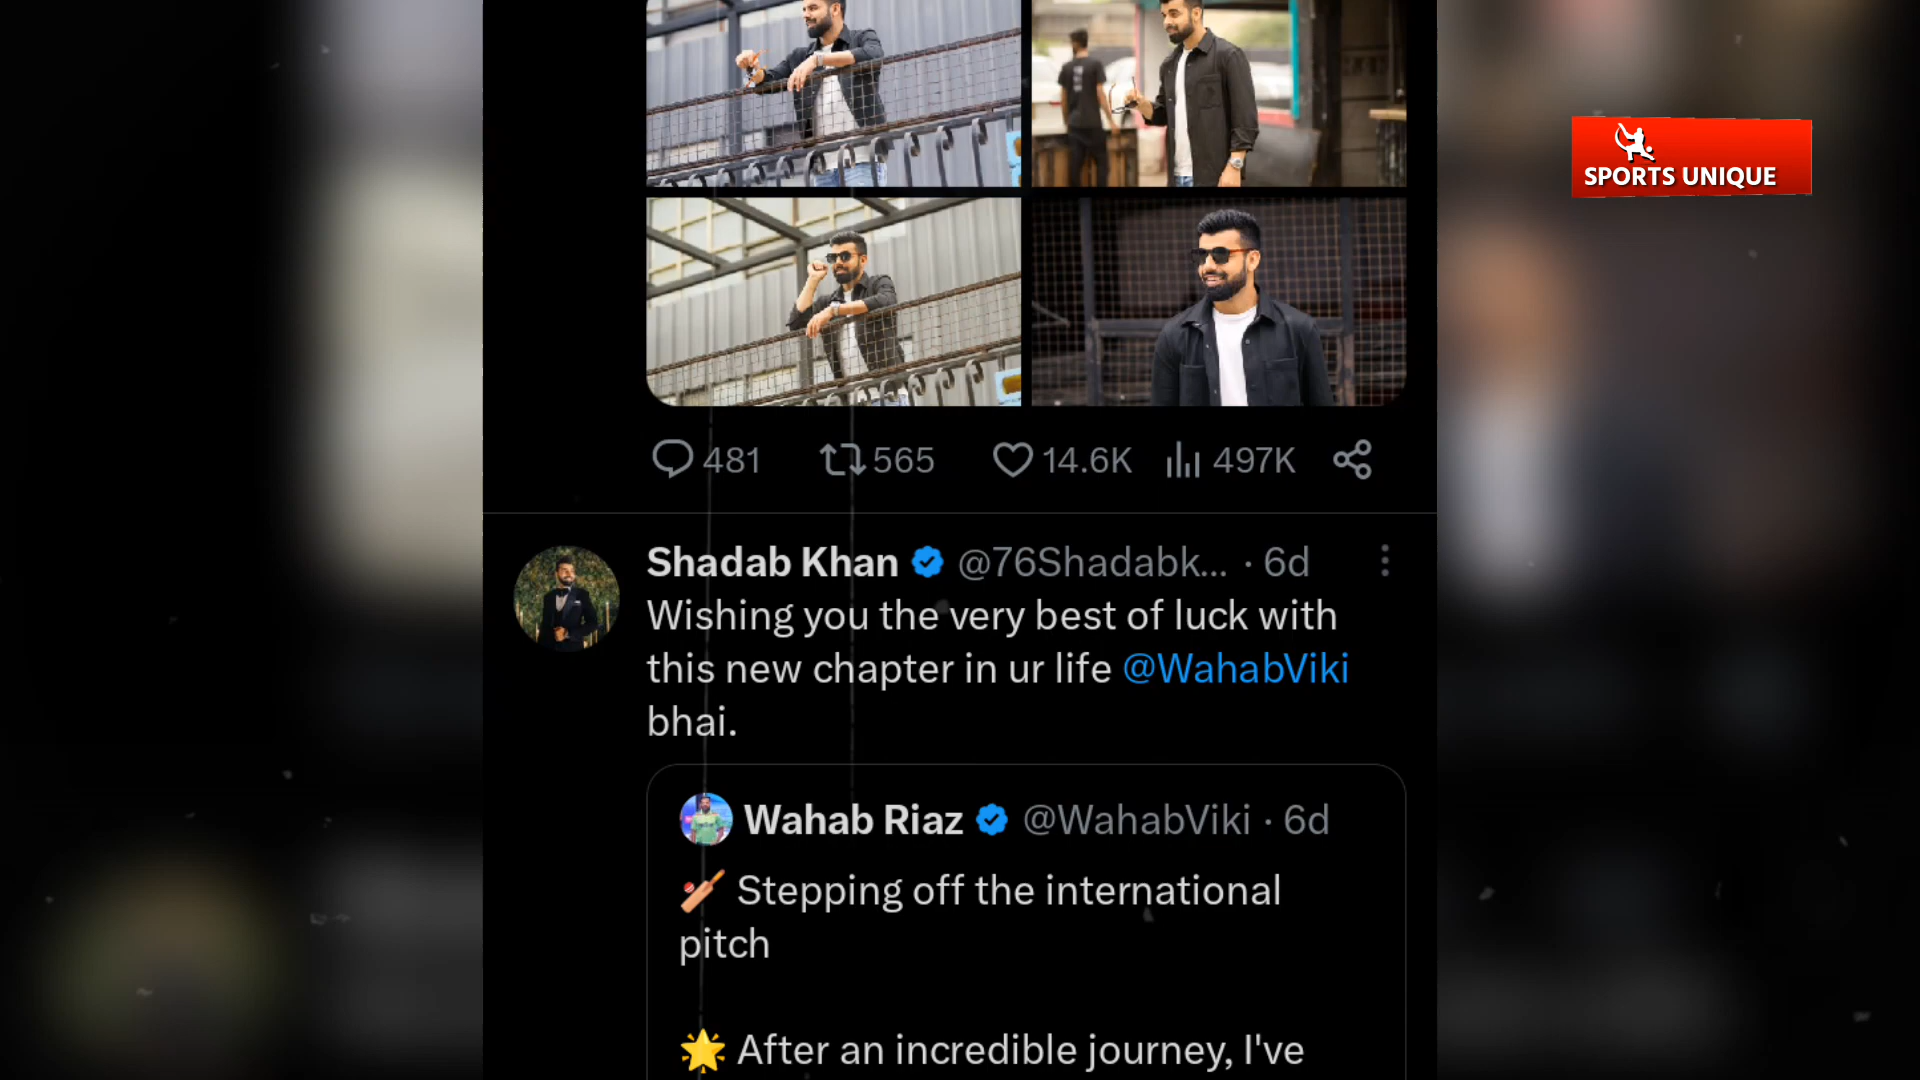 SPORTS UNIQUE
481 565 14.6K 497K
Shadab Khan @76Shadabk... · 6d
Wishing you the very best of luck with
this new chapter in ur life @WahabViki
bhai.
Wahab Riaz @WahabViki · 6d
🏏 Stepping off the international
pitch
🌟 After an incredible journey, I've